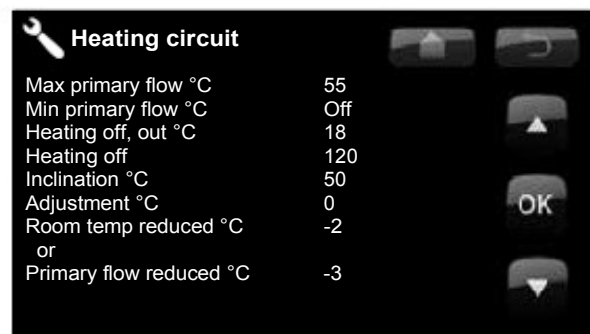 Heating circuit
Max primary flow °C 55
Min primary flow °C Off
Heating off, out °C 18
Heating off 120
Inclination °C 50
Adjustment °C 0
Room temp reduced °C -2
or
Primary flow reduced °C -3
OK